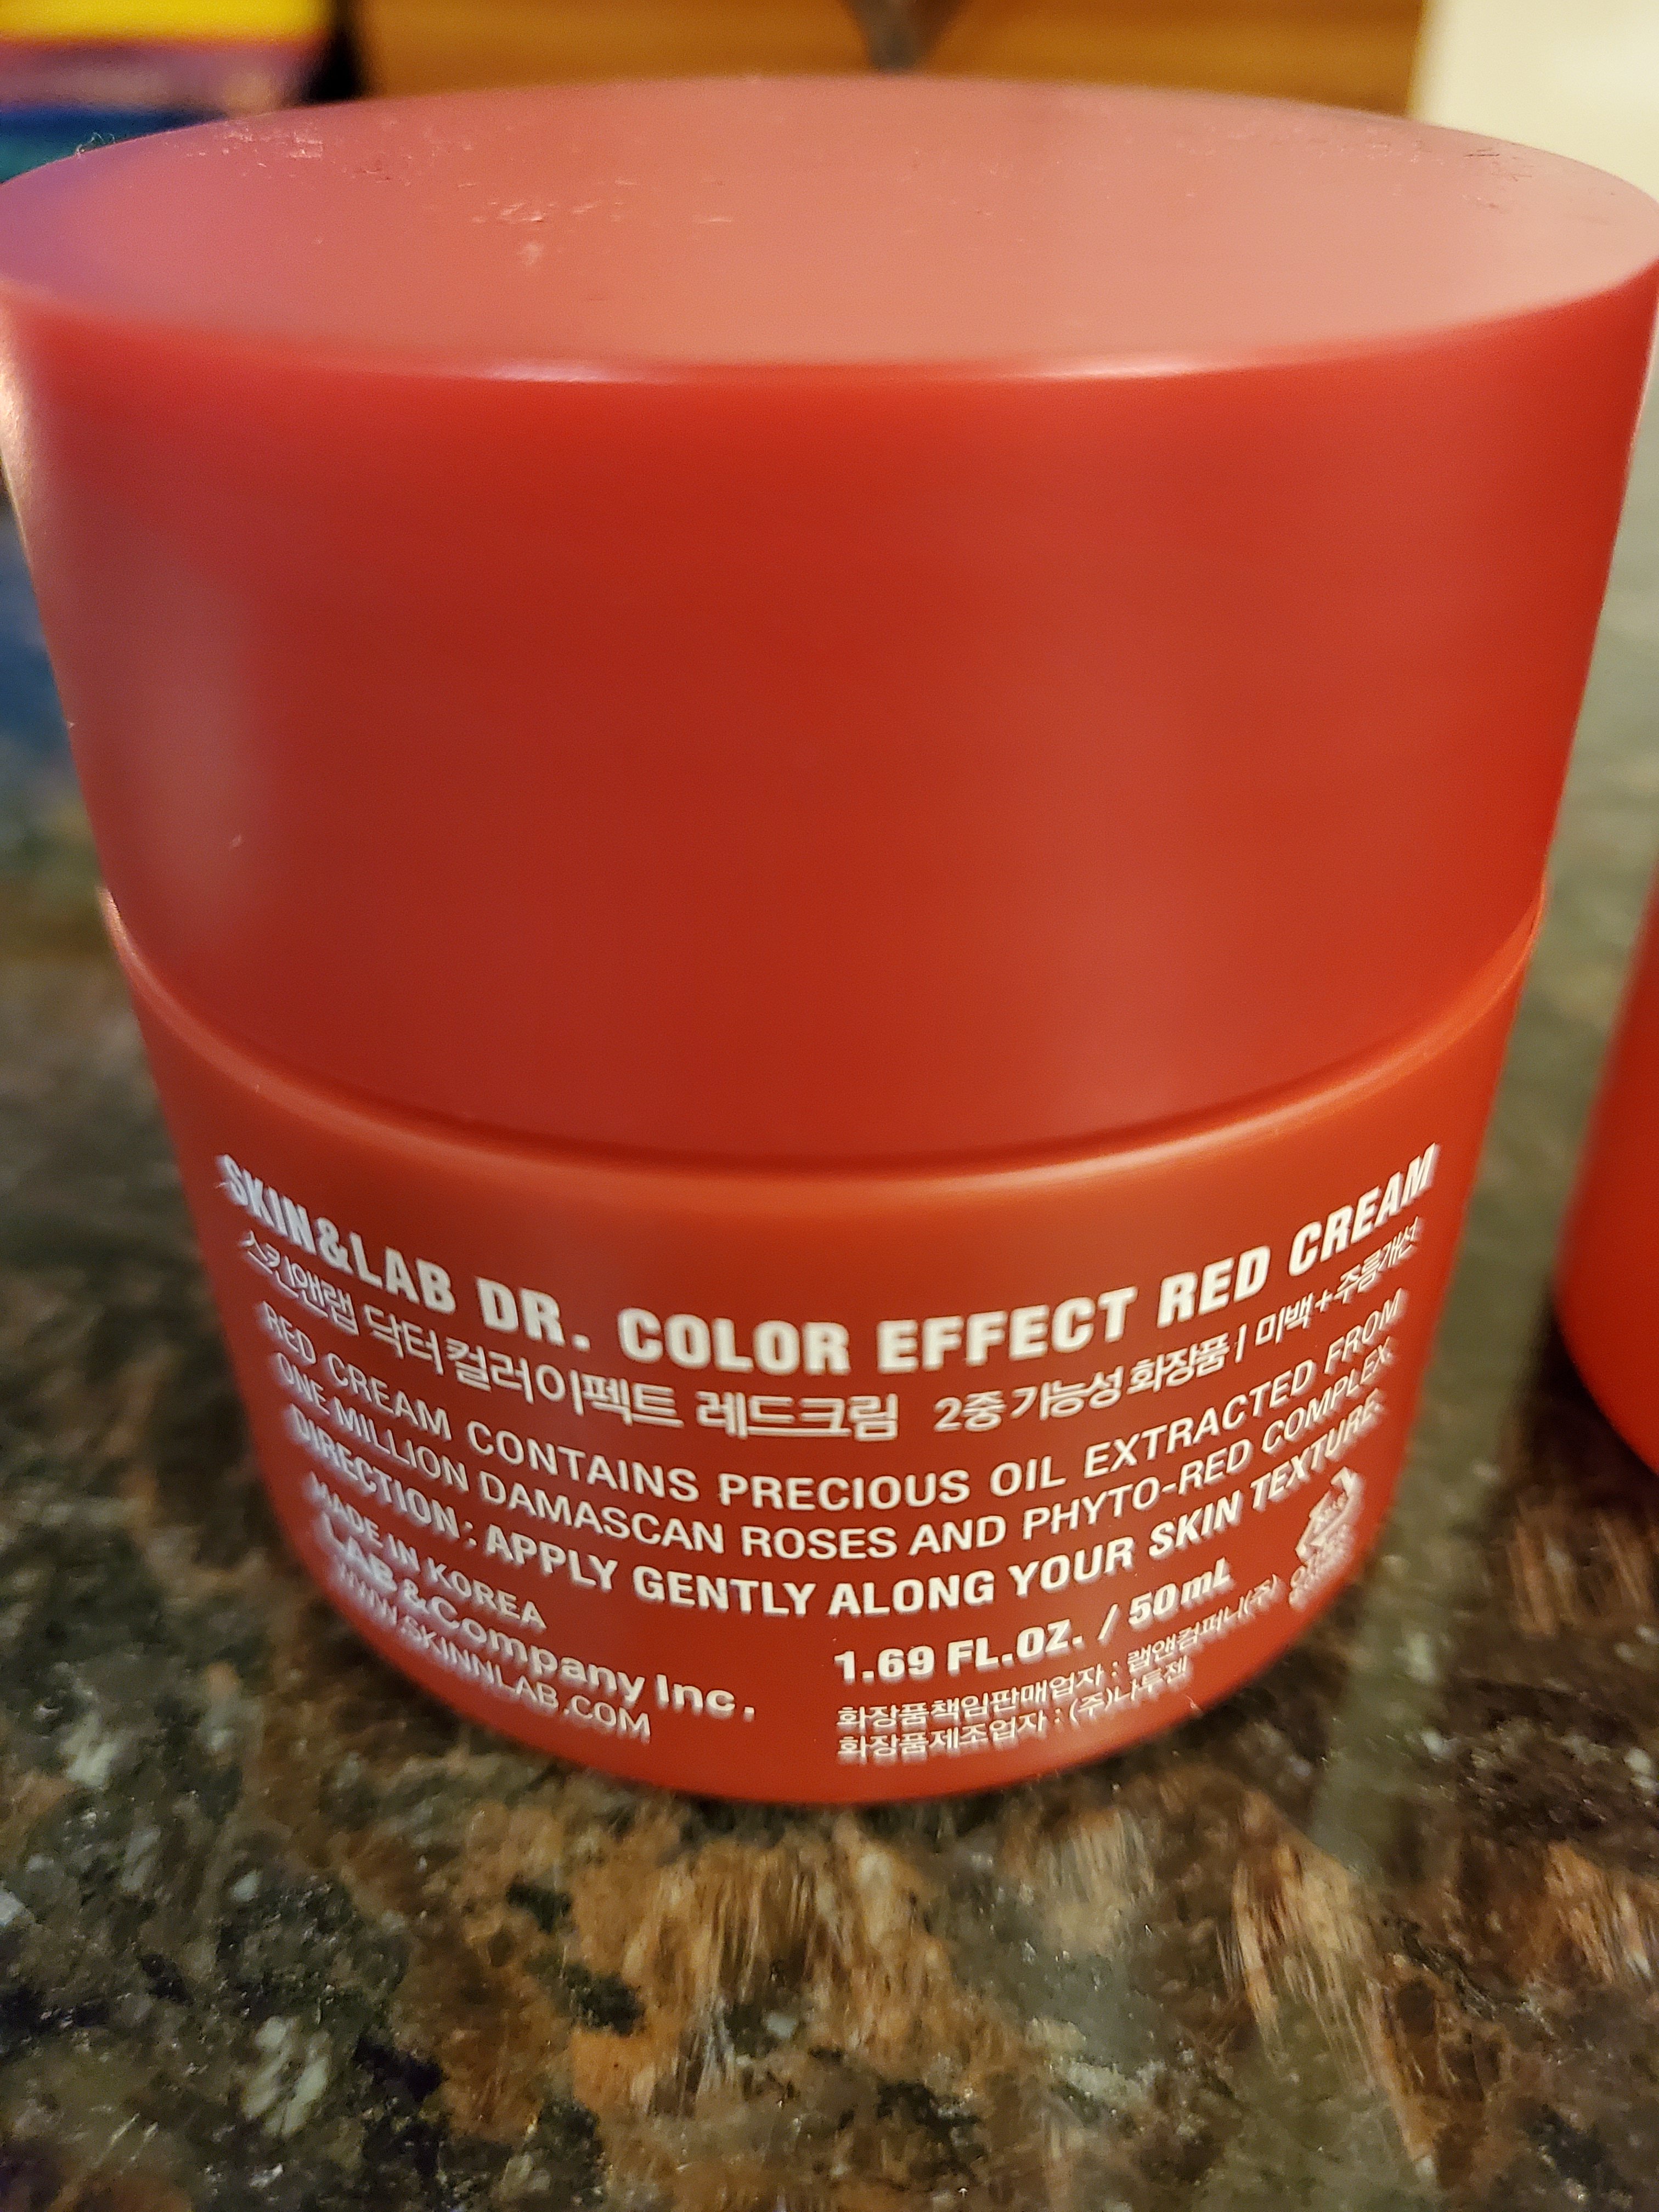 SKIN&LAB DR. COLOR EFFECT RED CREAM
스킨앤랩 닥터컬러이펙트 레드크림 2중 기능성 화장품 | 미백+주름개선
RED CREAM CONTAINS PRECIOUS OIL EXTRACTED FROM
ONE MILLION DAMASCAN ROSES AND PHYTO-RED COMPLEX.
DIRECTION : APPLY GENTLY ALONG YOUR SKIN TEXTURE.
MADE IN KOREA
LAB &Company Inc.
WWW.SKINNLAB.COM
1.69 FL.OZ. / 50mL
화장품책임판매업자 : 랩앤컴퍼니(주)
화장품제조업자 : (주)나투젠